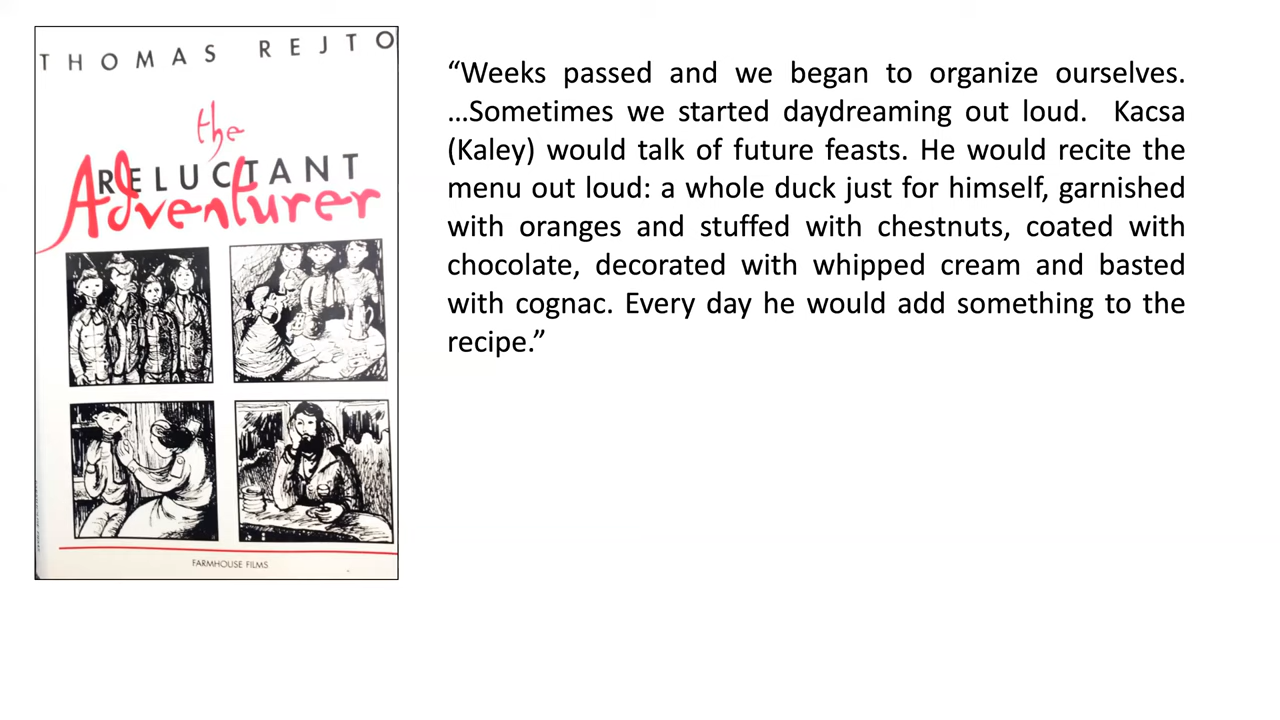 THOMAS REJTO
the
RELUCTANT
Adventurer
FARMHOUSE FILMS
“Weeks passed and we began to organize ourselves.
…Sometimes we started daydreaming out loud. Kacsa
(Kaley) would talk of future feasts. He would recite the
menu out loud: a whole duck just for himself, garnished
with oranges and stuffed with chestnuts, coated with
chocolate, decorated with whipped cream and basted
with cognac. Every day he would add something to the
recipe.”